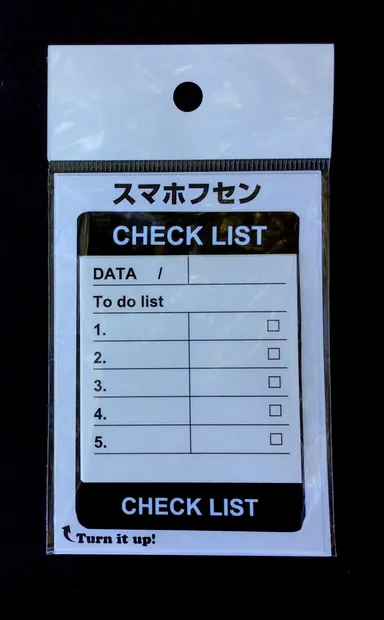 スマホフセン
CHECK LIST
DATA /
To do list
1. □
2. □
3. □
4. □
5. □
CHECK LIST
Turn it up!